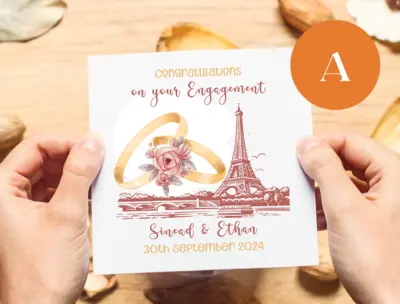 Congratulations
on your Engagement
A
Sinead & Ethan
30th September 2024